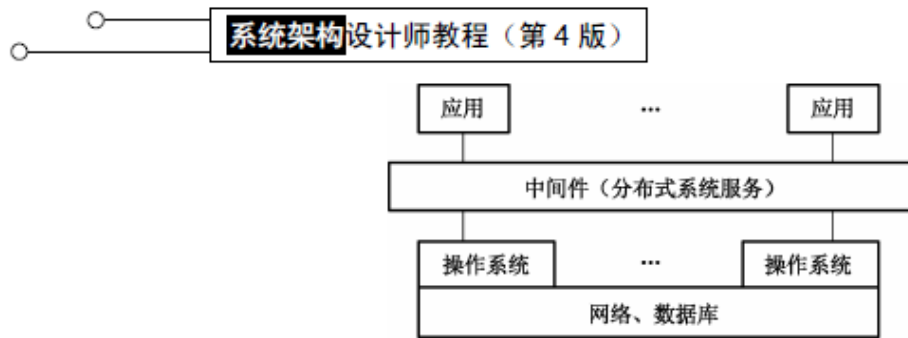 系统架构设计师教程（第 4 版）
应用 … 应用
中间件（分布式系统服务）
操作系统 … 操作系统
网络、数据库